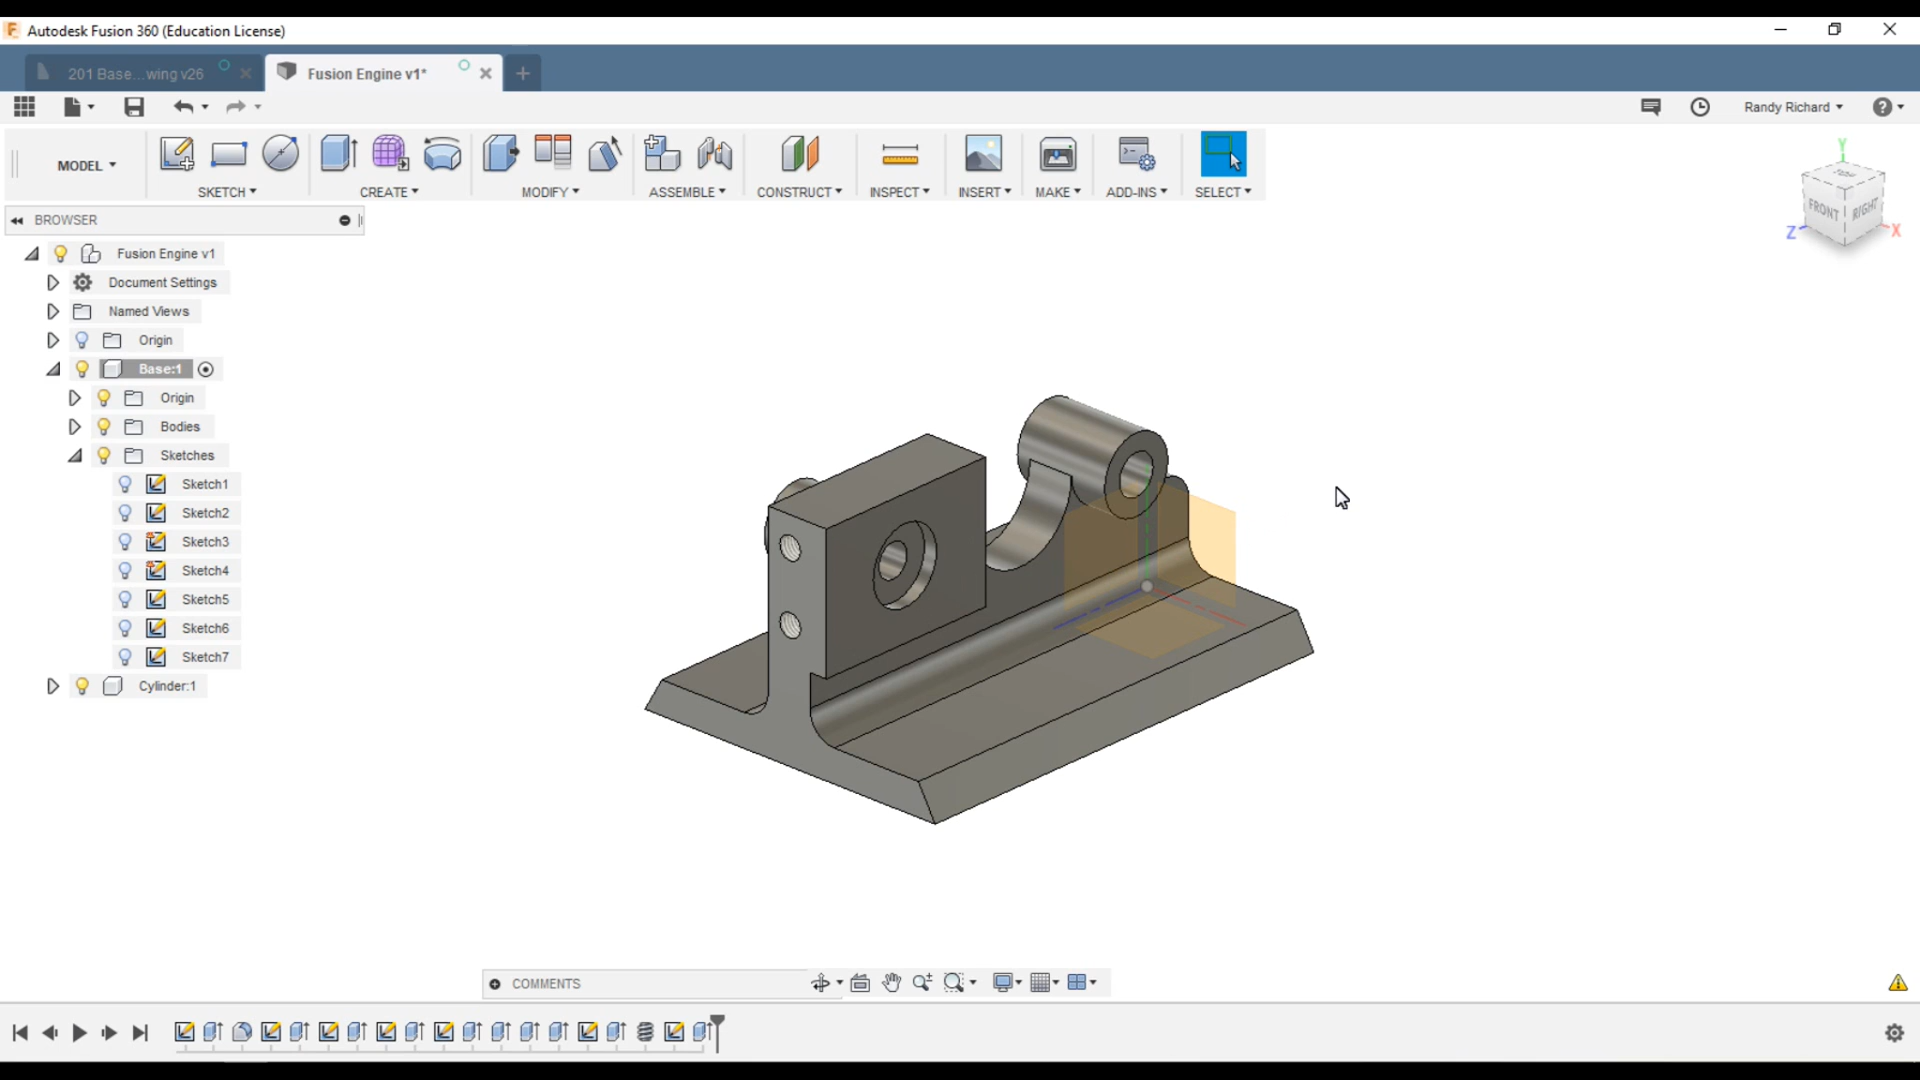 Autodesk Fusion 360 (Education License)
201 Base...wing v26
Fusion Engine v1*
Randy Richard
MODEL
SKETCH
CREATE
MODIFY
ASSEMBLE
CONSTRUCT
INSPECT
INSERT
MAKE
ADD-INS
SELECT
Y
TOP
FRONT
RIGHT
Z
X
BROWSER
Fusion Engine v1
Document Settings
Named Views
Origin
Base:1
Origin
Bodies
Sketches
Sketch1
Sketch2
Sketch3
Sketch4
Sketch5
Sketch6
Sketch7
Cylinder:1
COMMENTS